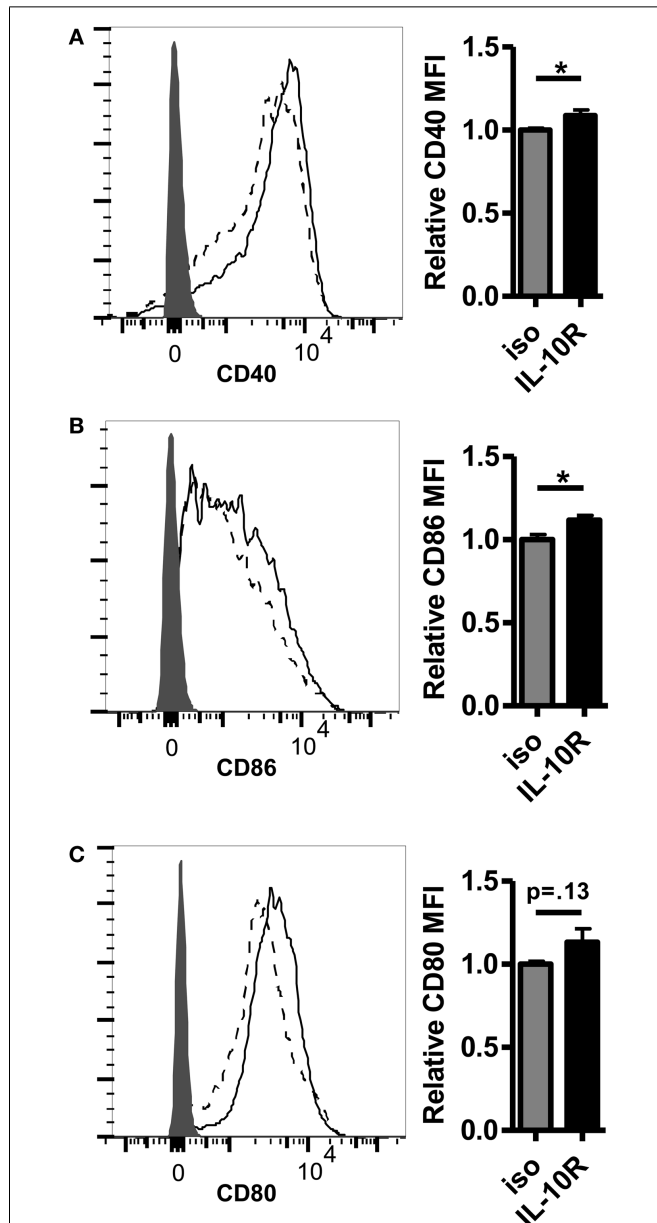 A
0
10 4
CD40
Relative CD40 MFI
1.5
1.0
0.5
0.0
*
iso
IL-10R
B
0
10 4
CD86
Relative CD86 MFI
1.5
1.0
0.5
0.0
*
iso
IL-10R
C
0
10 4
CD80
Relative CD80 MFI
1.5
1.0
0.5
0.0
p=.13
iso
IL-10R